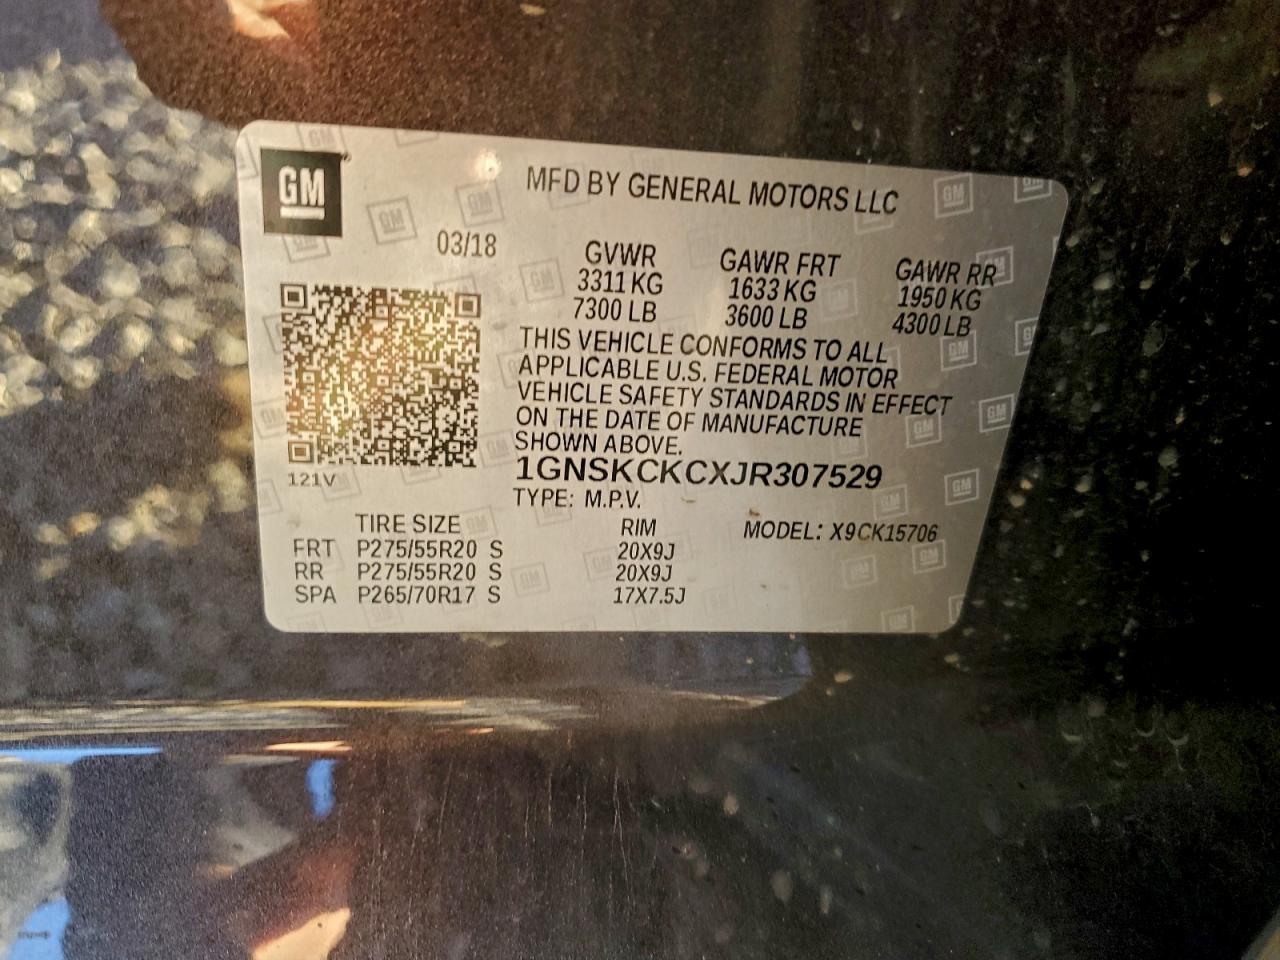 GM
MFD BY GENERAL MOTORS LLC
03/18
GVWR GAWR FRT GAWR RR
3311 KG 1633 KG 1950 KG
7300 LB 3600 LB 4300 LB
THIS VEHICLE CONFORMS TO ALL
APPLICABLE U.S. FEDERAL MOTOR
VEHICLE SAFETY STANDARDS IN EFFECT
ON THE DATE OF MANUFACTURE
SHOWN ABOVE.
1GNSKCKCXJR307529
121V
TYPE: M.P.V.
TIRE SIZE RIM MODEL: X9CK15706
FRT P275/55R20 S 20X9J
RR P275/55R20 S 20X9J
SPA P265/70R17 S 17X7.5J